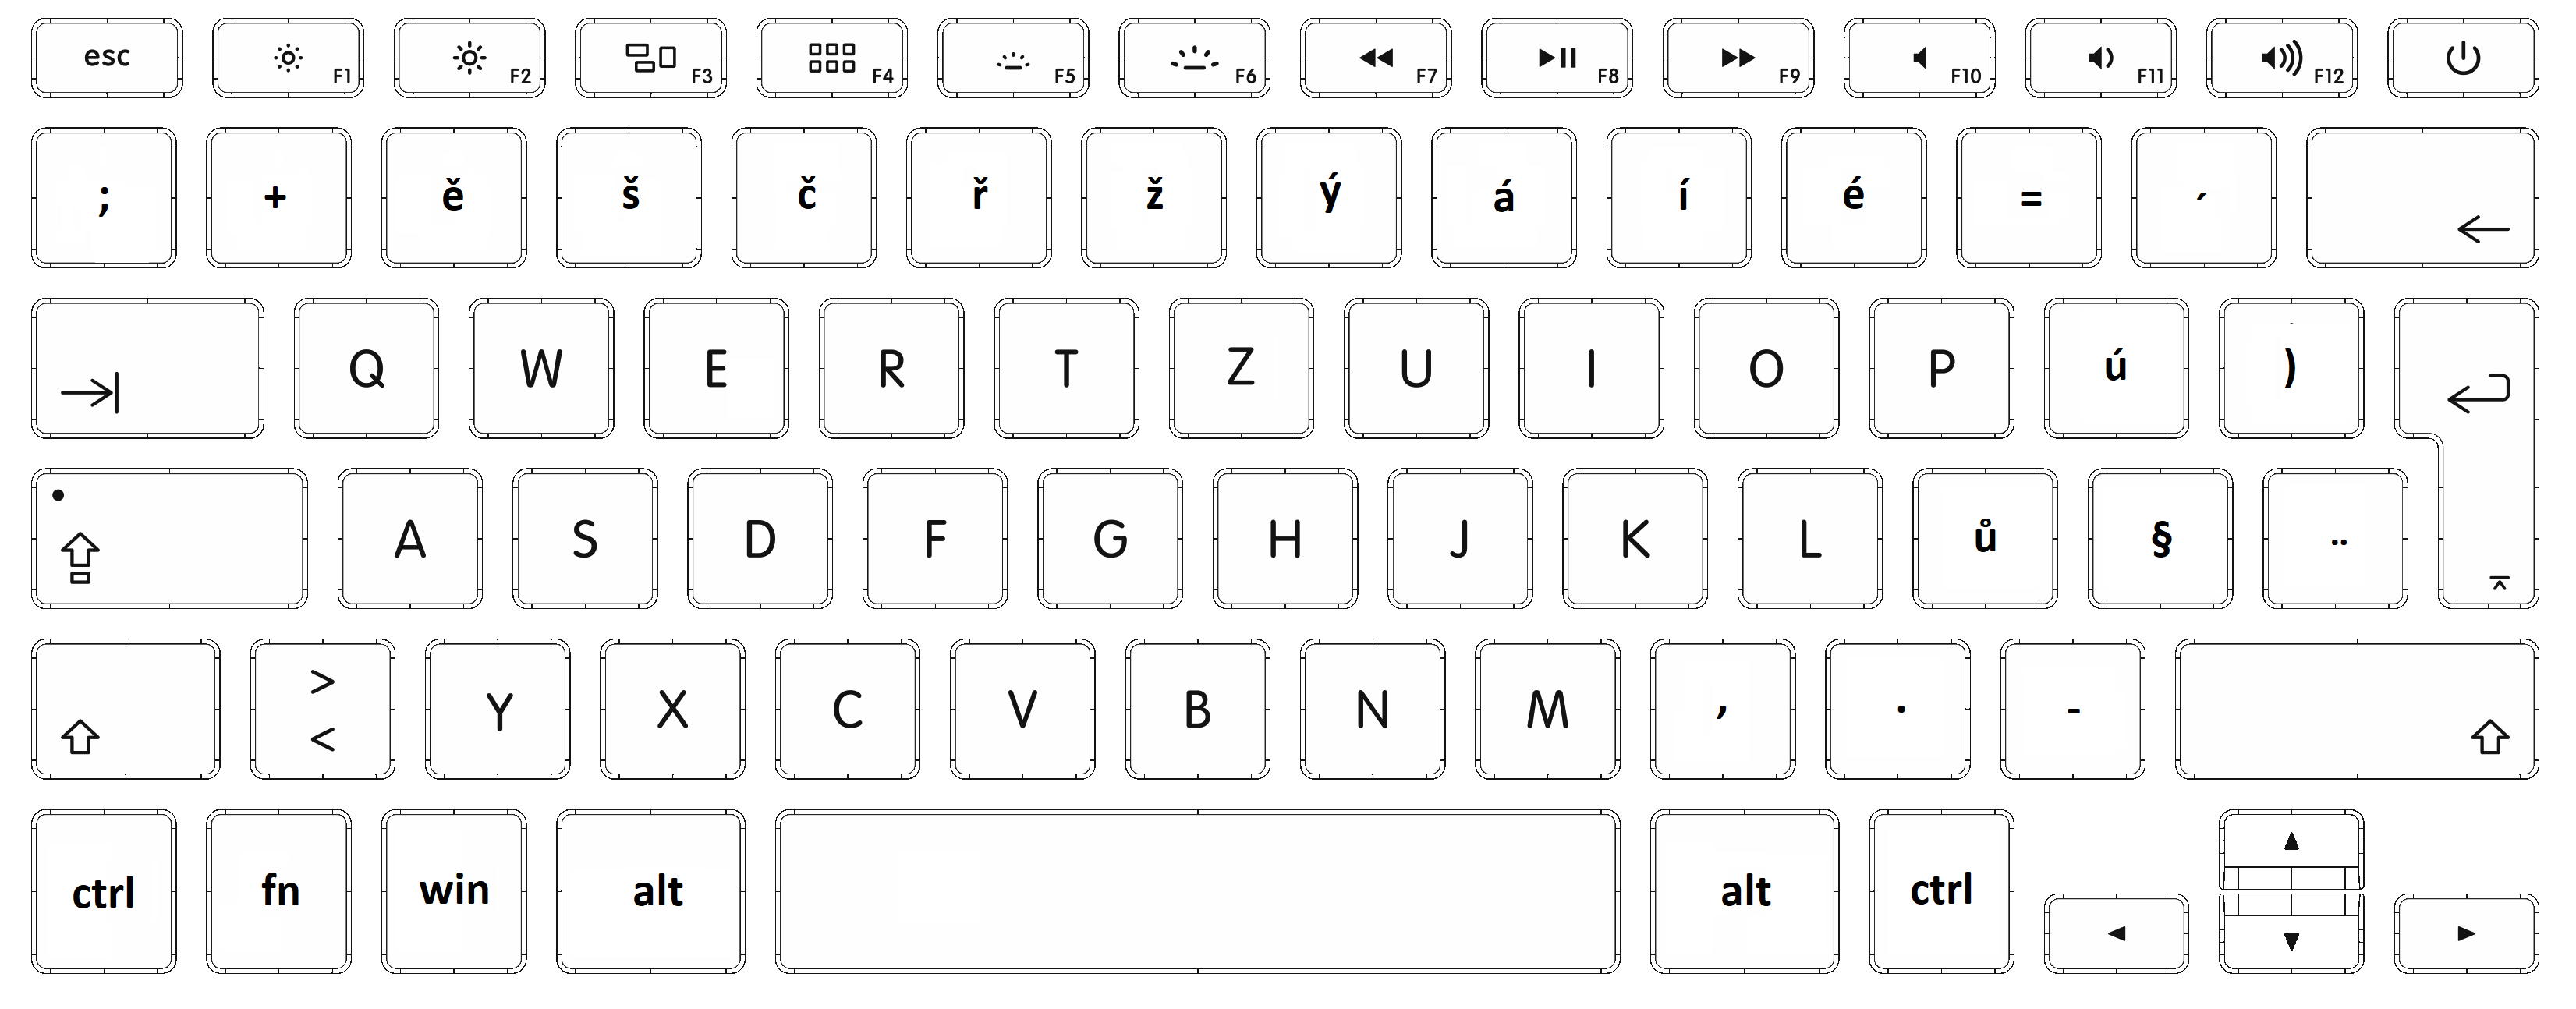 esc F1 F2 F3 F4 F5 F6 F7 F8 F9 F10 F11 F12
; + ě š č ř ž ý á í é = ´
Q W E R T Z U I O P ú )
A S D F G H J K L ů § ¨
>
< Y X C V B N M , . -
ctrl fn win alt alt ctrl